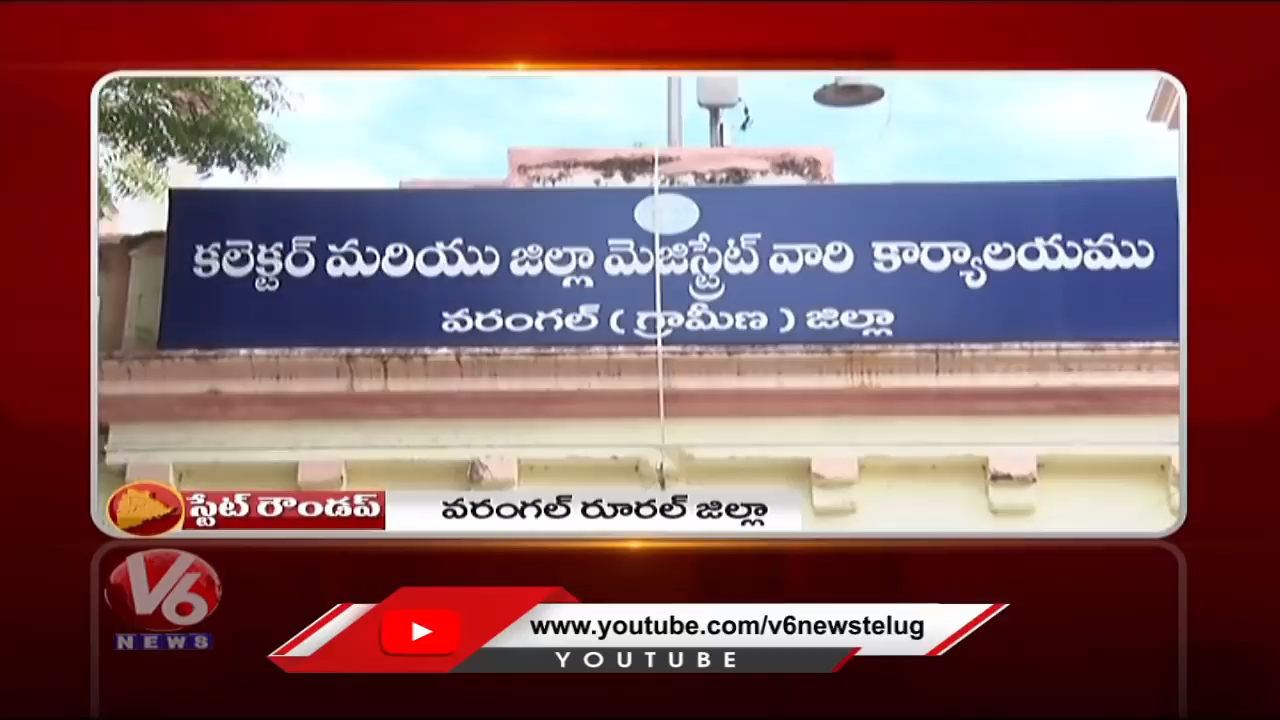 కలెక్టర్ మరియు జిల్లా మెజిస్ట్రేట్ వారి కార్యాలయము
వరంగల్ ( గ్రామీణ ) జిల్లా
స్టేట్ రౌండప్
వరంగల్ రూరల్ జిల్లా
V6
NEWS
www.youtube.com/v6newstelug
YOUTUBE